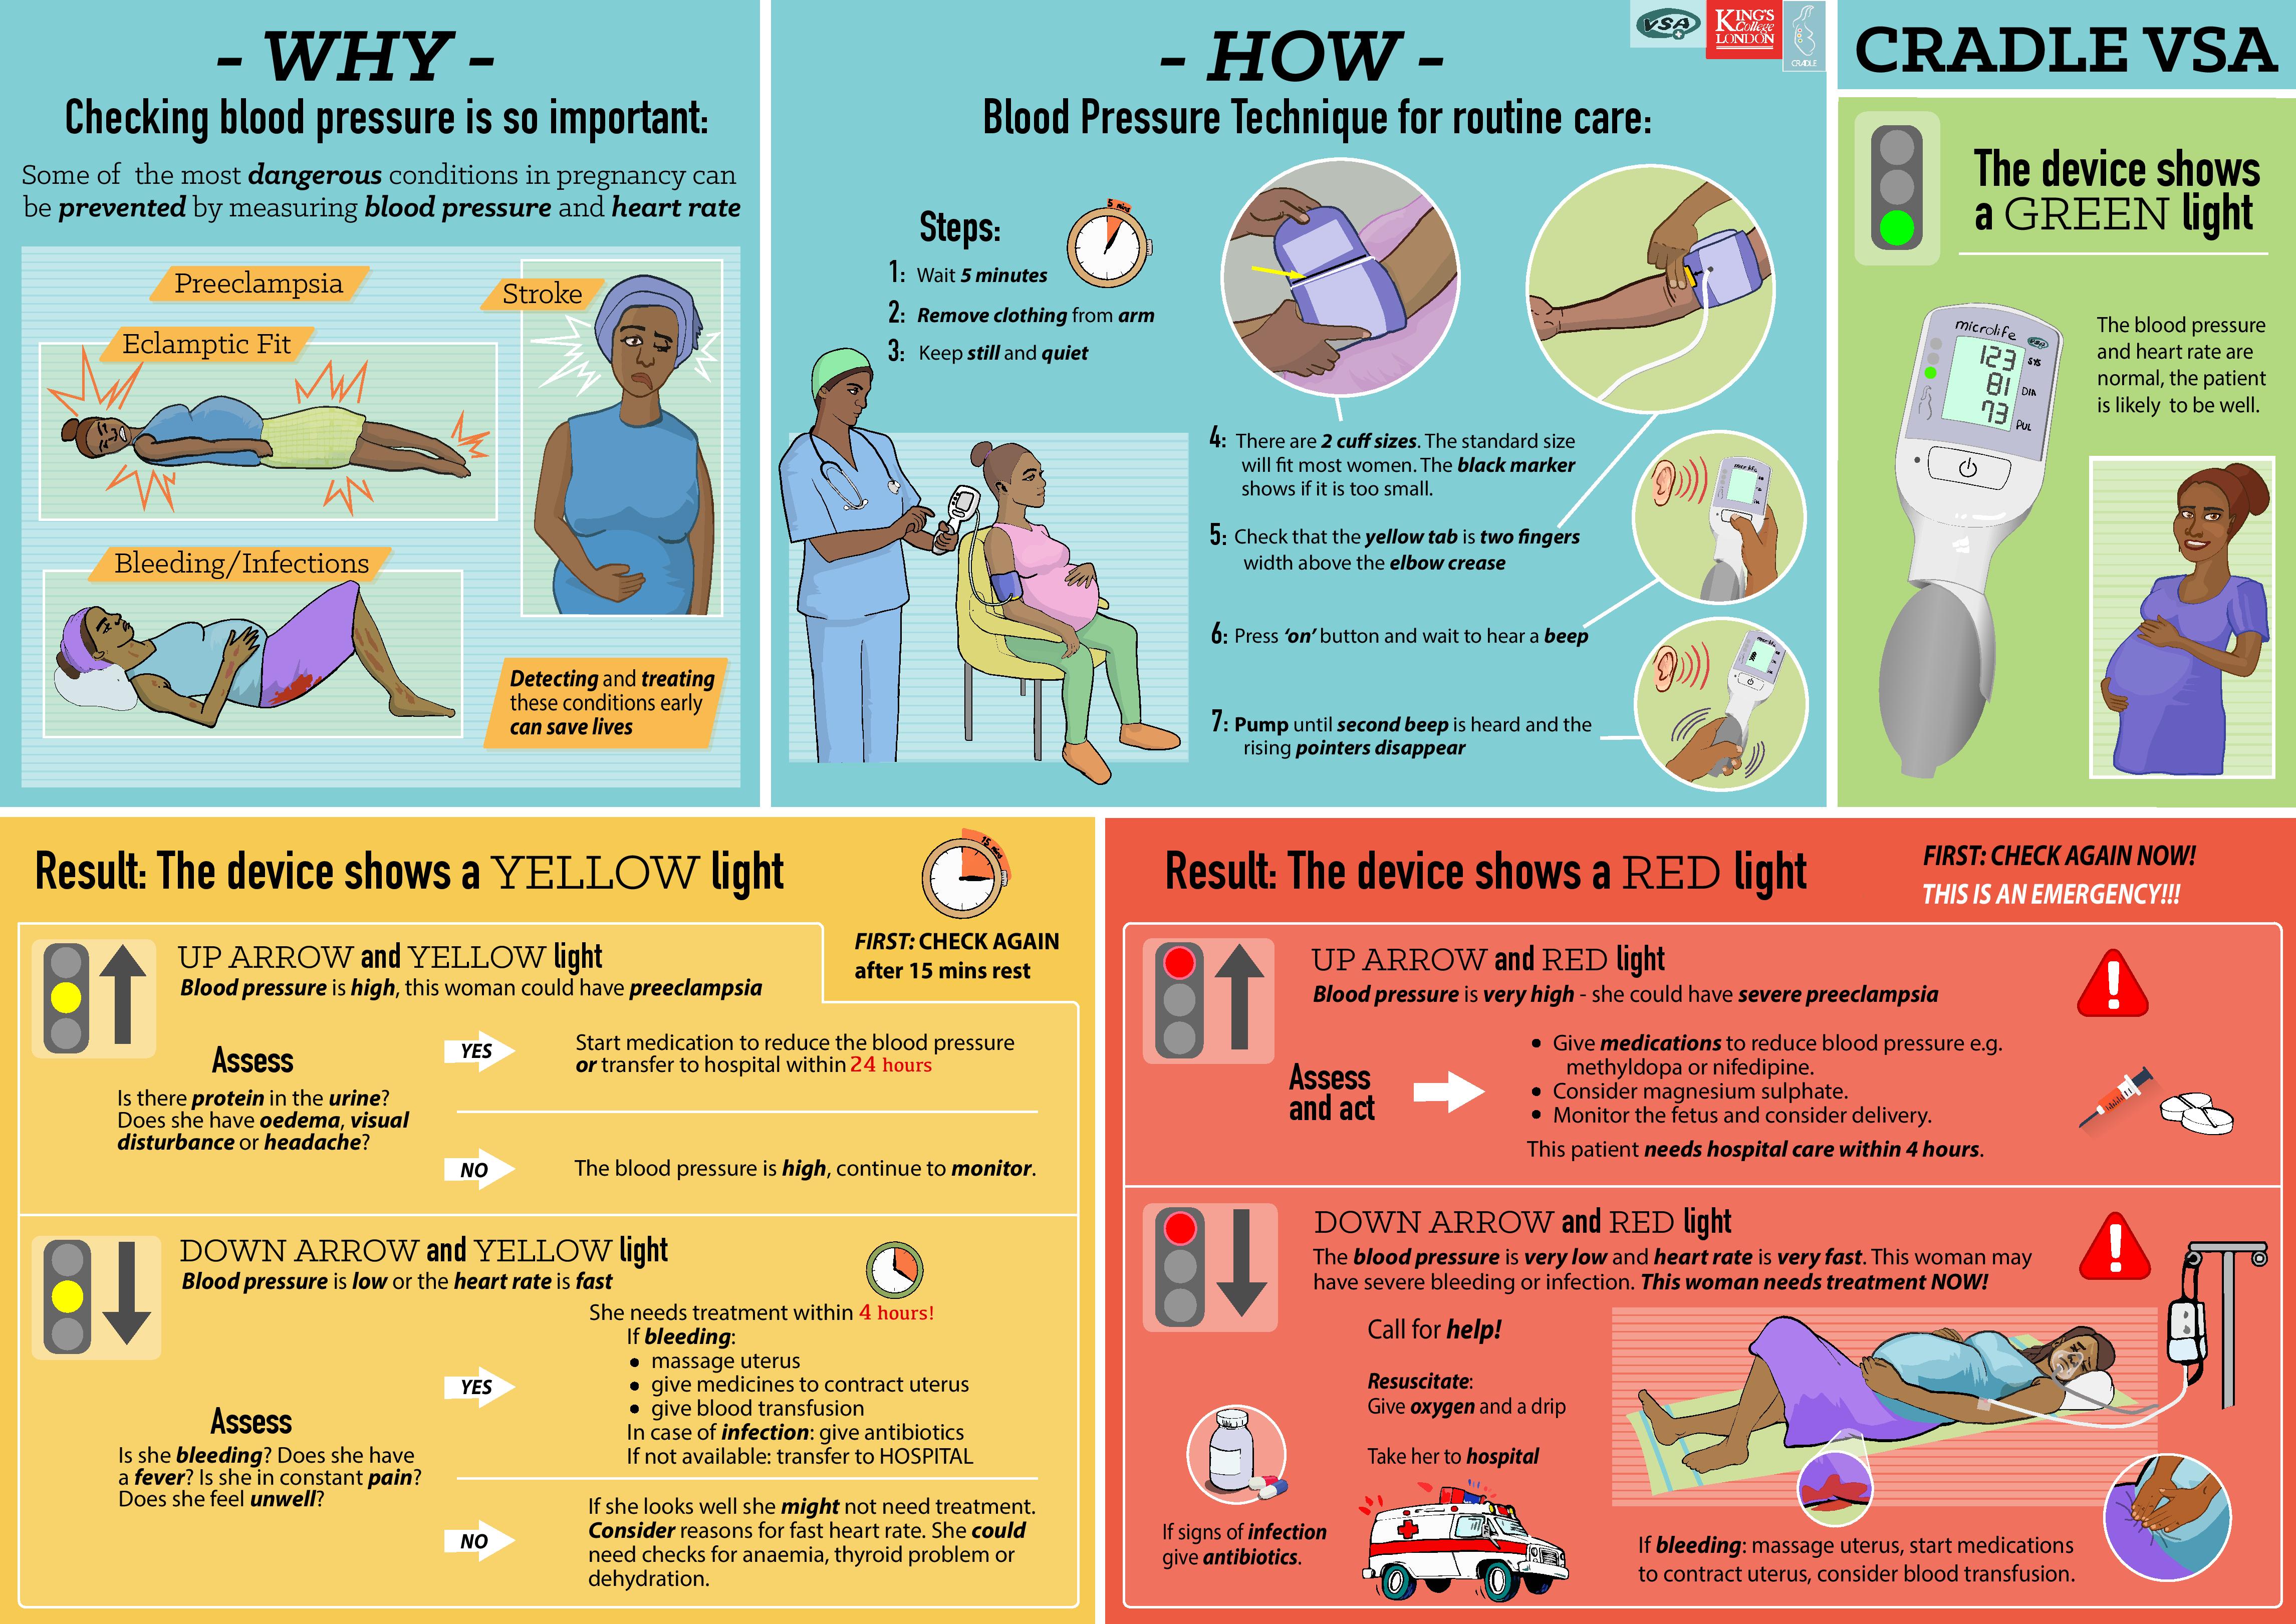 - WHY -
Checking blood pressure is so important:
Some of the most dangerous conditions in pregnancy can
be prevented by measuring blood pressure and heart rate
Preeclampsia
Stroke
Eclamptic Fit
Bleeding/Infections
Detecting and treating
these conditions early
can save lives
- HOW -
VSA
KING'S
College
LONDON
CRADLE
Blood Pressure Technique for routine care:
Steps:
5 mins
1: Wait 5 minutes
2: Remove clothing from arm
3: Keep still and quiet
4: There are 2 cuff sizes. The standard size
will fit most women. The black marker
shows if it is too small.
5: Check that the yellow tab is two fingers
width above the elbow crease
6: Press 'on' button and wait to hear a beep
7: Pump until second beep is heard and the
rising pointers disappear
microlife
microlife
CRADLE VSA
The device shows
a GREEN light
microlife
VSA
123 SYS
81 DIA
73 PUL
The blood pressure
and heart rate are
normal, the patient
is likely to be well.
Result: The device shows a YELLOW light
15 mins
FIRST: CHECK AGAIN
after 15 mins rest
UP ARROW and YELLOW light
Blood pressure is high, this woman could have preeclampsia
Assess
Is there protein in the urine?
Does she have oedema, visual
disturbance or headache?
YES
Start medication to reduce the blood pressure
or transfer to hospital within 24 hours
NO
The blood pressure is high, continue to monitor.
DOWN ARROW and YELLOW light
Blood pressure is low or the heart rate is fast
Assess
Is she bleeding? Does she have
a fever? Is she in constant pain?
Does she feel unwell?
YES
She needs treatment within 4 hours!
If bleeding:
• massage uterus
• give medicines to contract uterus
• give blood transfusion
In case of infection: give antibiotics
If not available: transfer to HOSPITAL
NO
If she looks well she might not need treatment.
Consider reasons for fast heart rate. She could
need checks for anaemia, thyroid problem or
dehydration.
Result: The device shows a RED light
FIRST: CHECK AGAIN NOW!
THIS IS AN EMERGENCY!!!
UP ARROW and RED light
Blood pressure is very high - she could have severe preeclampsia
Assess
and act
• Give medications to reduce blood pressure e.g.
methyldopa or nifedipine.
• Consider magnesium sulphate.
• Monitor the fetus and consider delivery.
This patient needs hospital care within 4 hours.
DOWN ARROW and RED light
The blood pressure is very low and heart rate is very fast. This woman may
have severe bleeding or infection. This woman needs treatment NOW!
Call for help!
Resuscitate:
Give oxygen and a drip
Take her to hospital
If signs of infection
give antibiotics.
If bleeding: massage uterus, start medications
to contract uterus, consider blood transfusion.